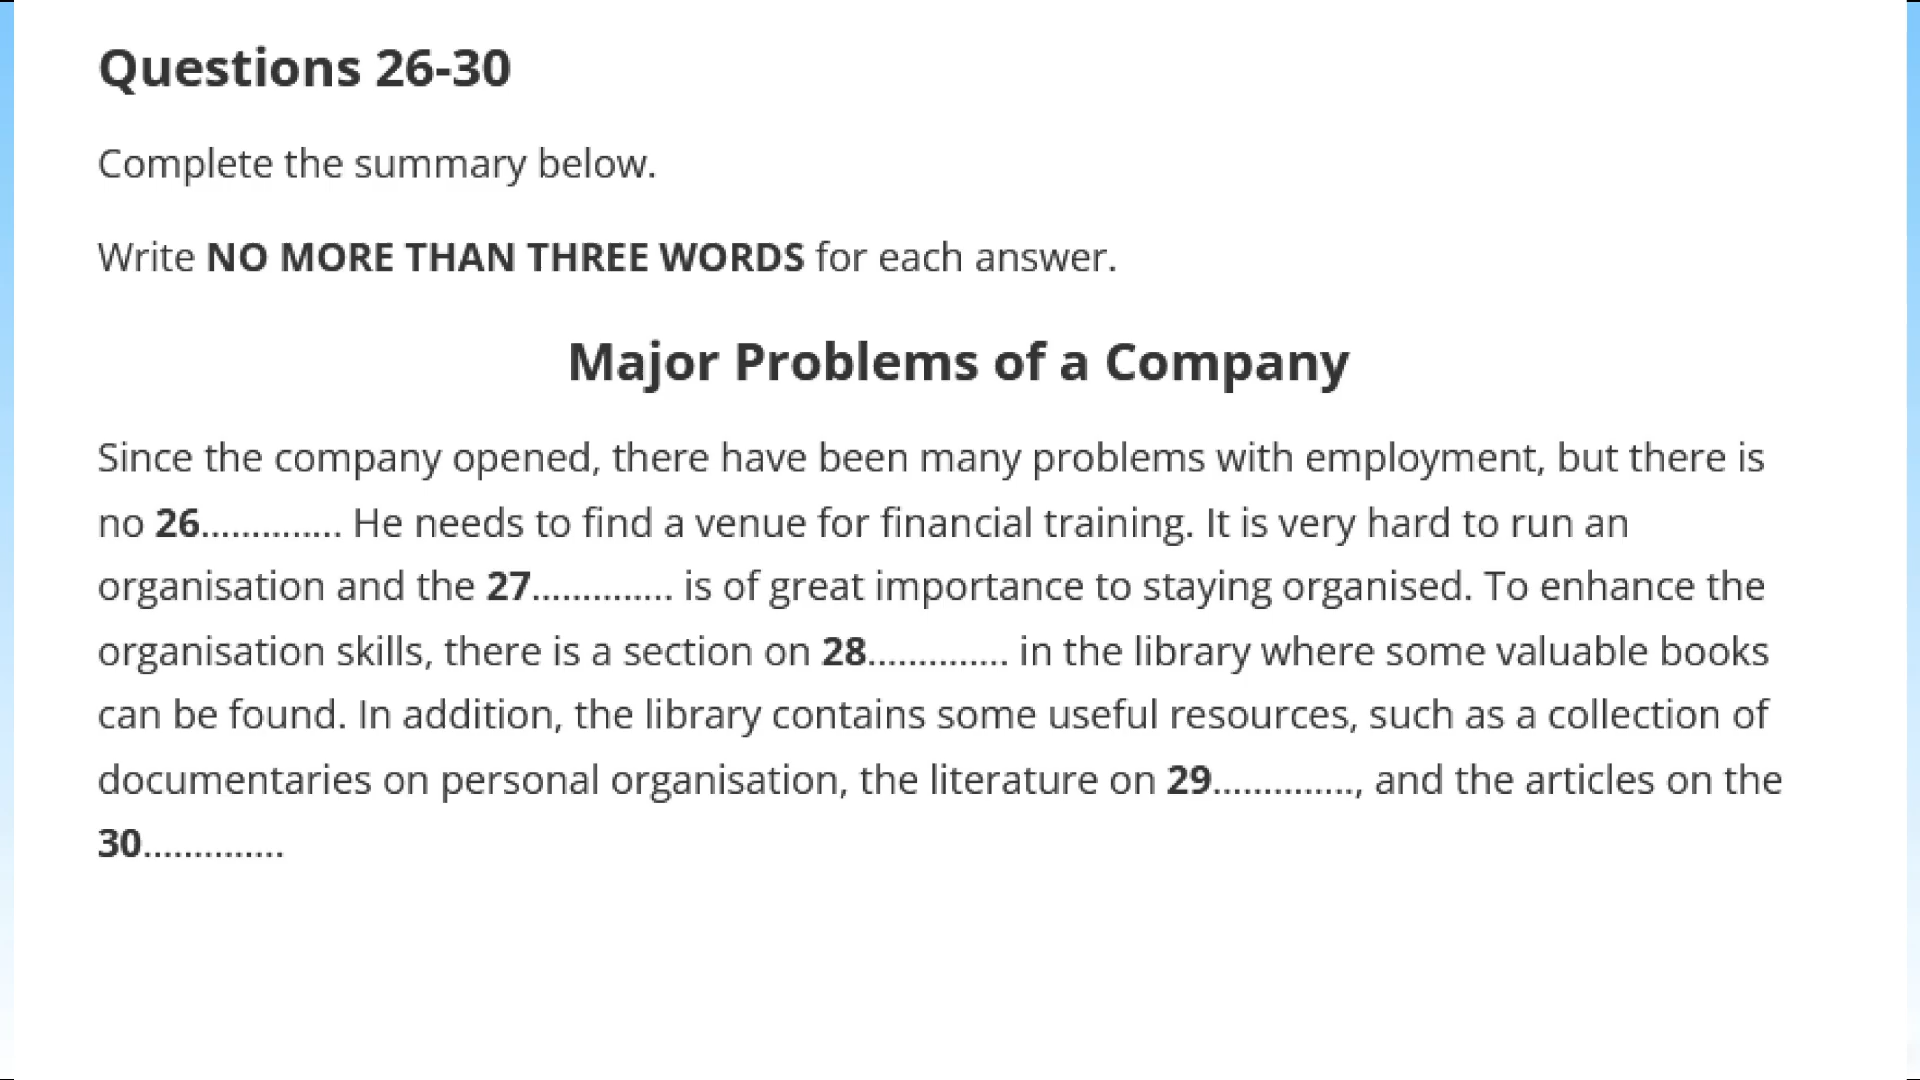 Questions 26-30
Complete the summary below.
Write NO MORE THAN THREE WORDS for each answer.
Major Problems of a Company
Since the company opened, there have been many problems with employment, but there is
no 26.............. He needs to find a venue for financial training. It is very hard to run an
organisation and the 27.............. is of great importance to staying organised. To enhance the
organisation skills, there is a section on 28.............. in the library where some valuable books
can be found. In addition, the library contains some useful resources, such as a collection of
documentaries on personal organisation, the literature on 29.............., and the articles on the
30..............